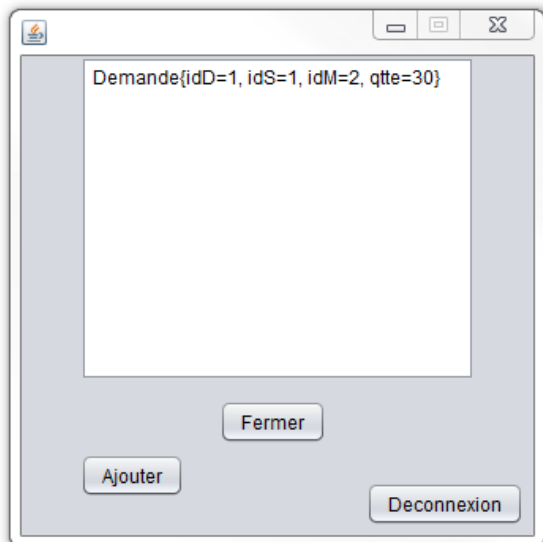 Demande{idD=1, idS=1, idM=2, qtte=30}
Fermer
Ajouter
Deconnexion